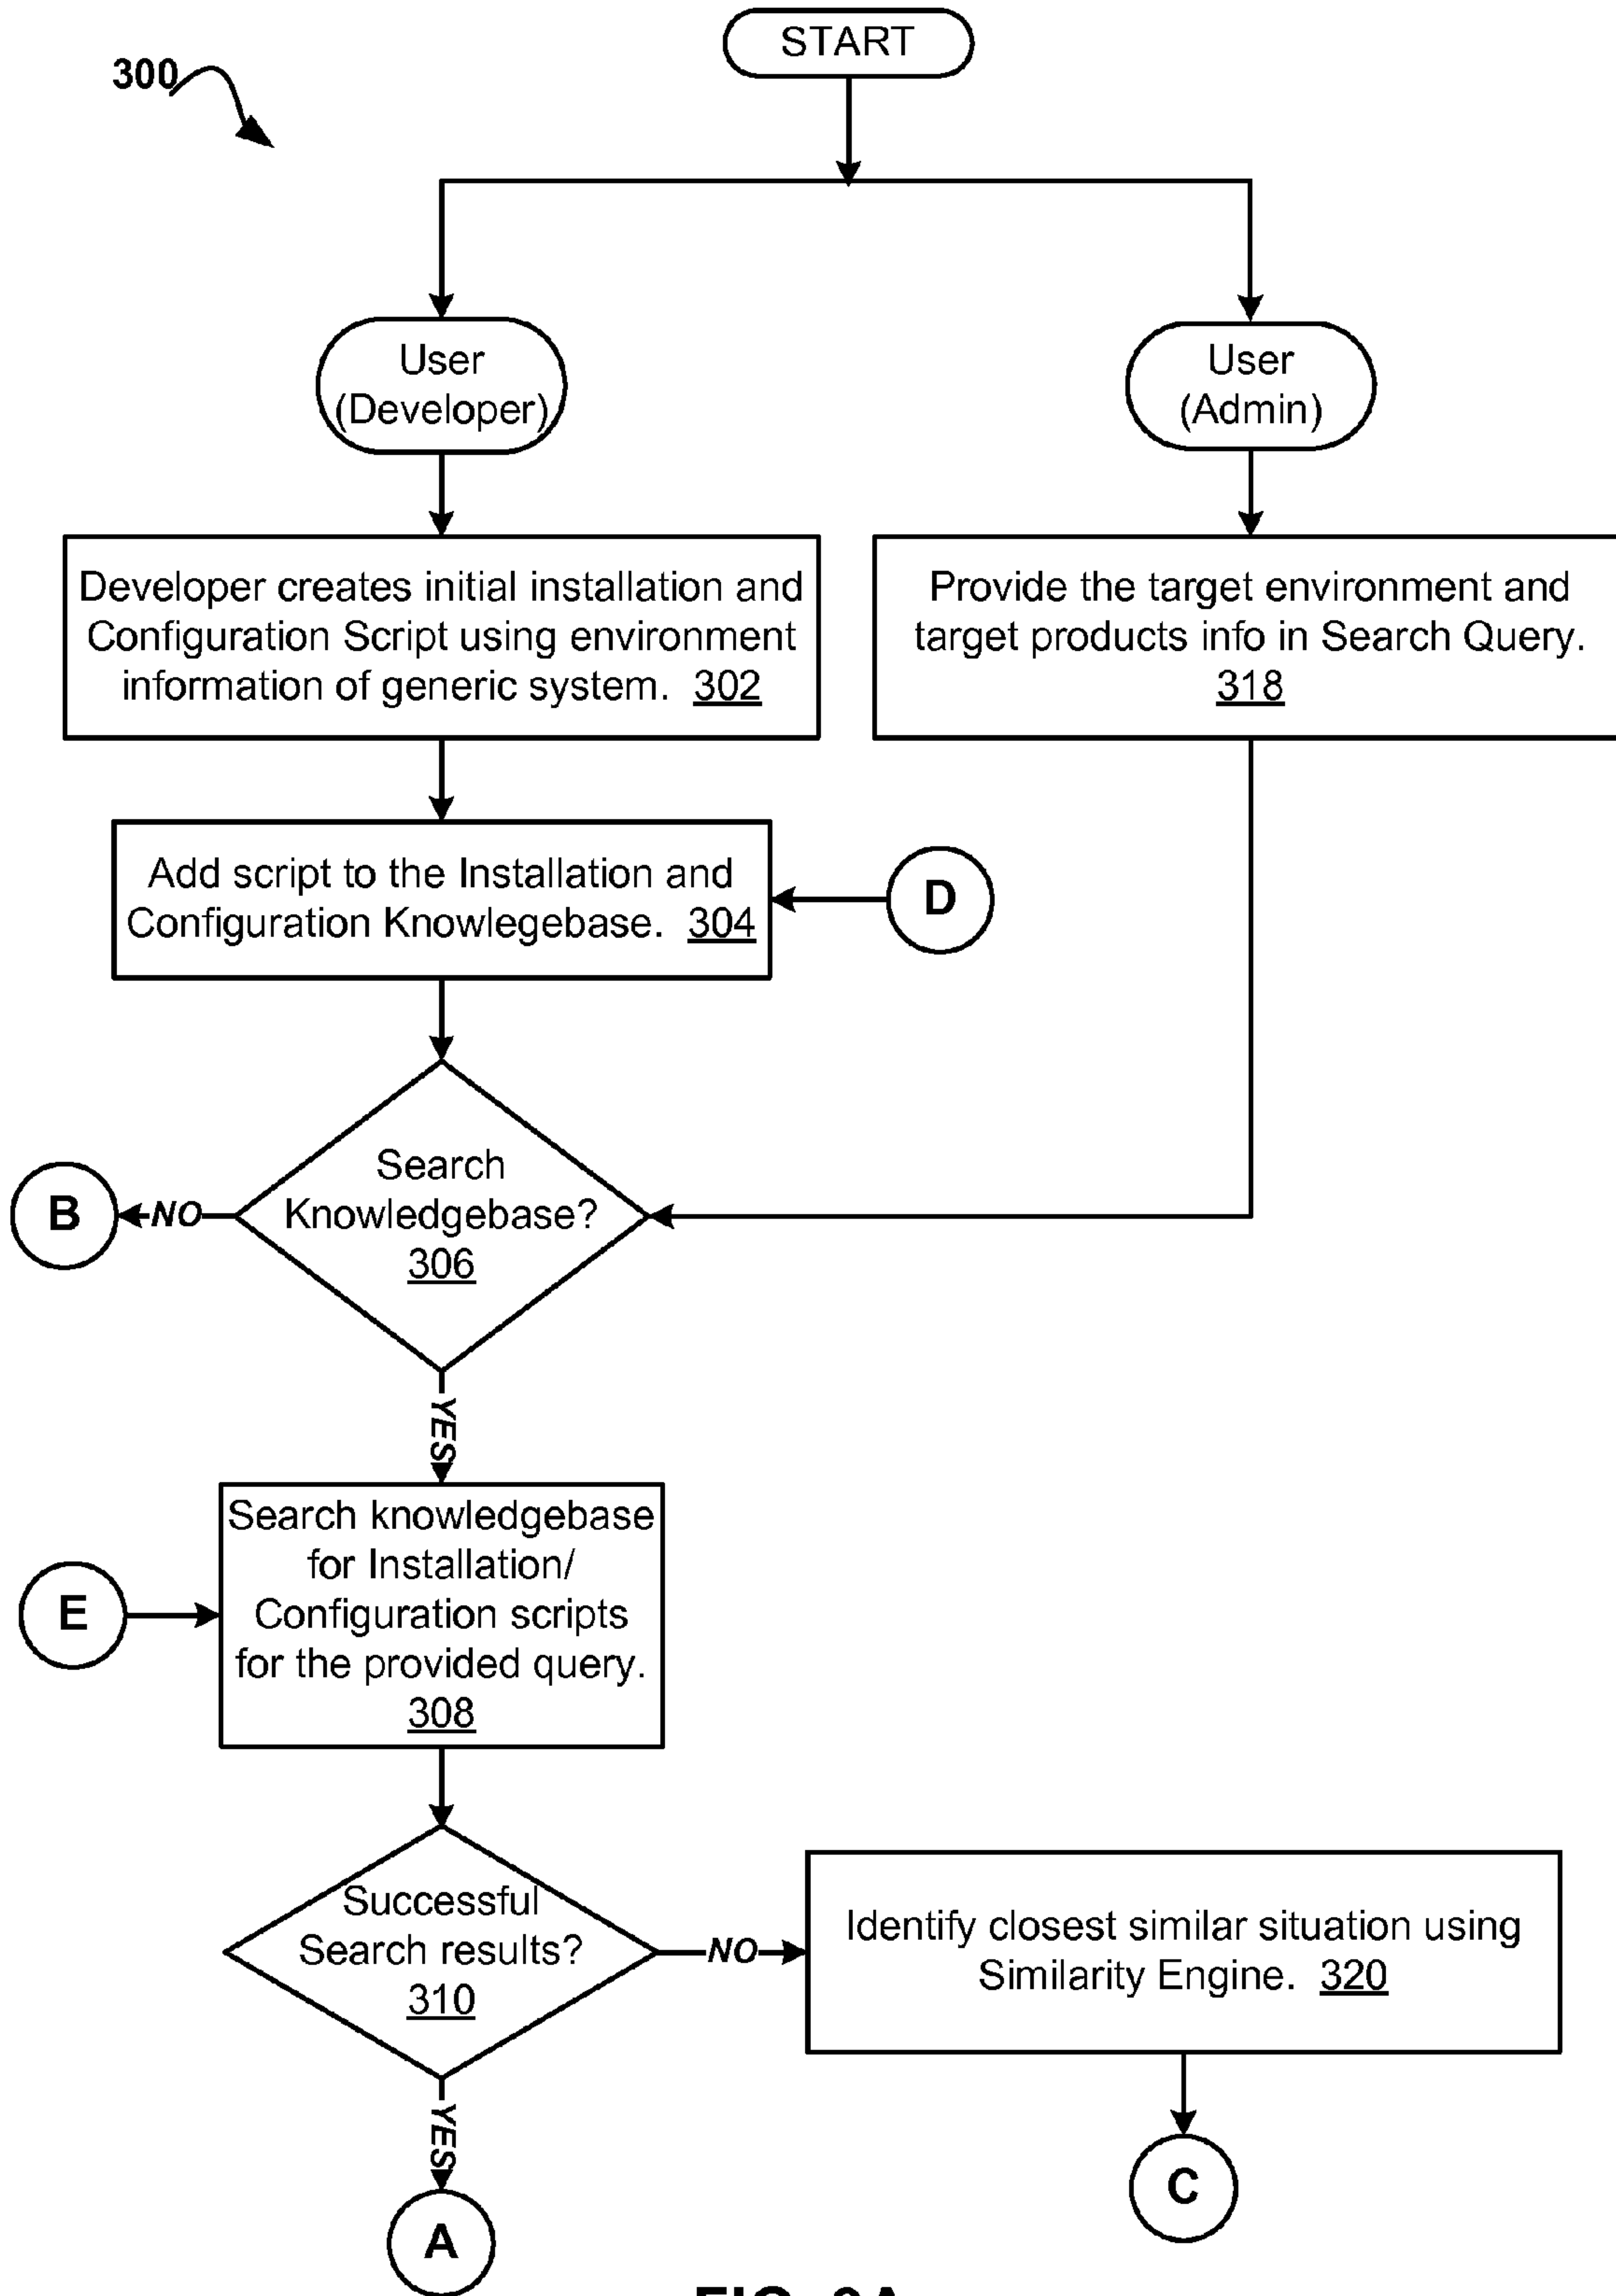 START
300
User
(Developer)
User
(Admin)
Developer creates initial installation and
Configuration Script using environment
information of generic system. 302
Provide the target environment and
target products info in Search Query.
318
Add script to the Installation and
Configuration Knowlegebase. 304
D
Search
Knowledgebase?
306
B
NO
YES
Search knowledgebase
for Installation/
Configuration scripts
for the provided query.
308
E
Successful
Search results?
310
NO
Identify closest similar situation using
Similarity Engine. 320
YES
C
A